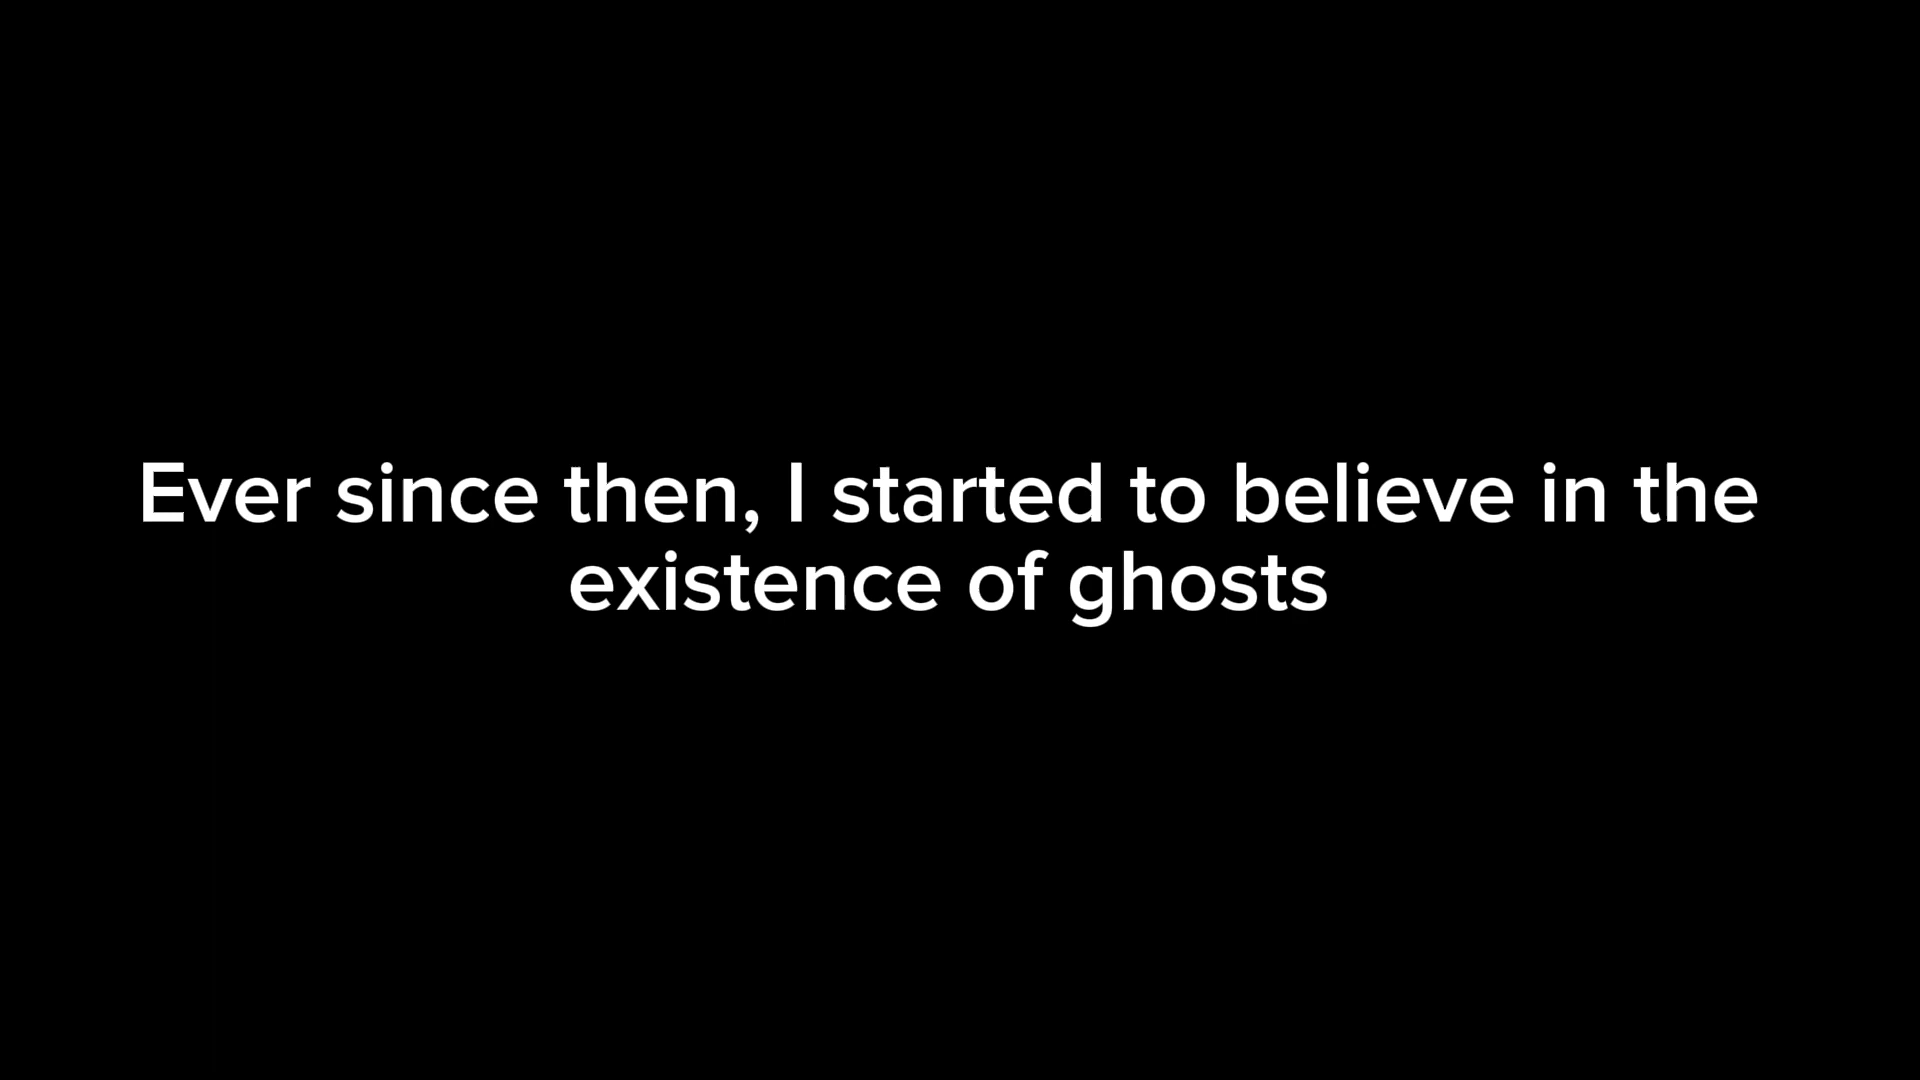 Ever since then, I started to believe in the
existence of ghosts